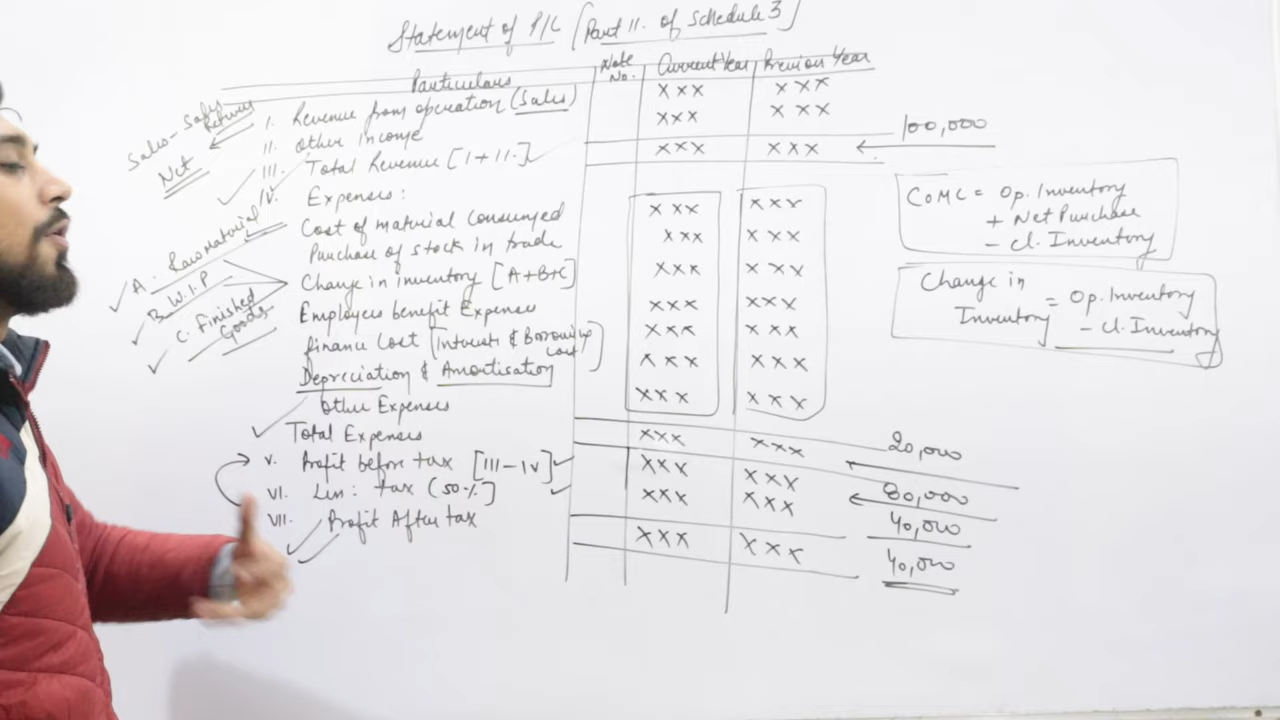 Statement of P/L [Part II. of Schedule 3]
Particulars Note No. Current Year Previous Year
I. Revenue from operation (Sales) XXX XXX
II. Other Income XXX XXX
III. Total Revenue [I + II.] XXX XXX 100,000
IV. Expenses:
Cost of material Consumed XXX XXX
Purchase of stock in trade XXX XXX
Change in inventory [A+B+C] XXX XXX
Employees benefit Expenses XXX XXX
finance Cost [Interest & Borrowing Cost] XXX XXX
Depreciation & Amortisation XXX XXX
Other Expenses XXX XXX
Total Expenses XXX XXX 20,000
V. Profit before tax [III - IV] XXX XXX 80,000
VI. Less: tax (50%] XXX XXX 40,000
VII. Profit After tax XXX XXX 40,000
Sales - Sales Return
Net
A. Raw material
B. W.I.P
C. Finished Goods
COMC = Op. Inventory
+ Net Purchase
- Cl. Inventory
Change in Inventory = Op. Inventory
- Cl. Inventory